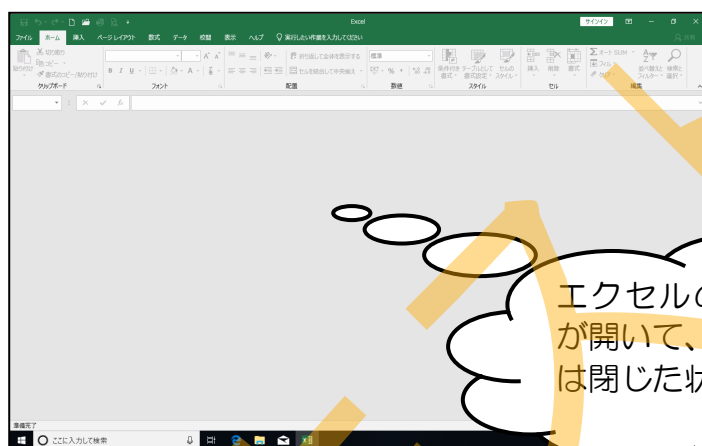 Excel
サインイン
ファイル ホーム 挿入 ページ レイアウト 数式 データ 校閲 表示 ヘルプ 実行したい作業を入力してください 共有
切り取り
コピー
書式のコピー/貼り付け
貼り付け
B I U
折り返して全体を表示する
セルを結合して中央揃え
標準
条件付き 書式
テーブルとして 書式設定
セルの スタイル
挿入 削除 書式
オート SUM
フィル
クリア
並べ替えと フィルター
検索と 選択
クリップボード フォント 配置 数値 スタイル セル 編集
エクセルの
が開いて、
は閉じた状
準備完了
ここに入力して検索